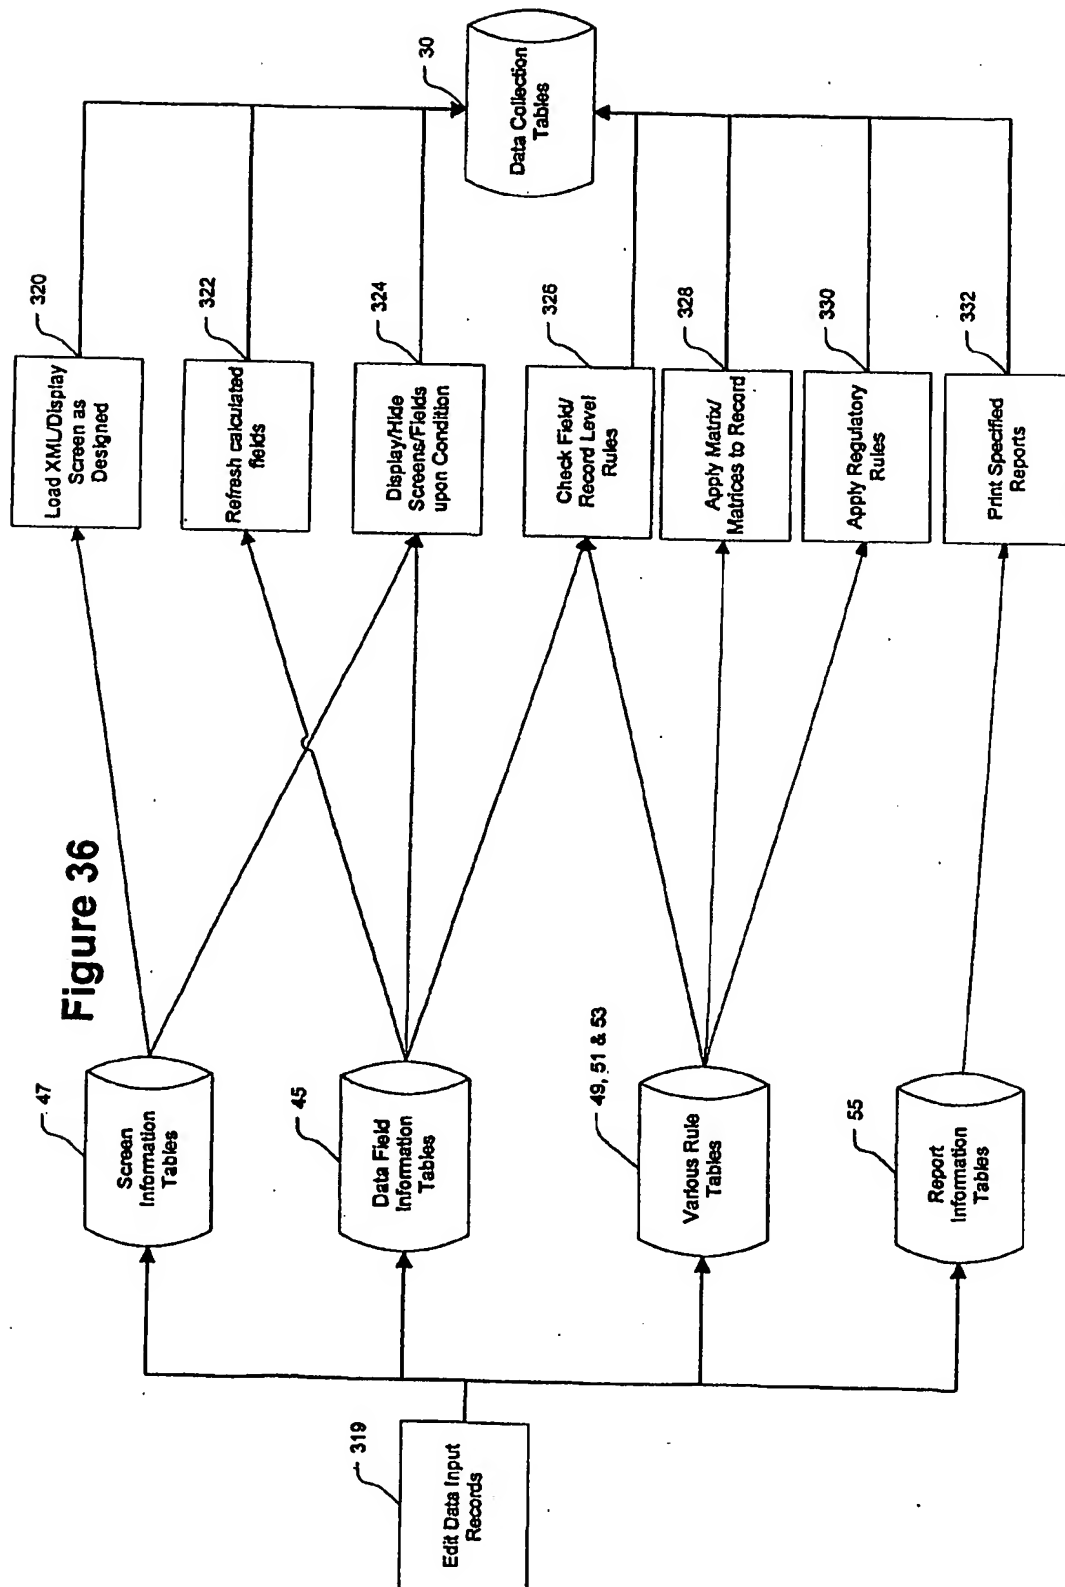 Figure 36
319
Edit Data Input
Records
47
Screen
Information
Tables
45
Data Field
Information
Tables
49, 51 & 53
Various Rule
Tables
55
Report
Information
Tables
320
Load XML/Display
Screen as
Designed
322
Refresh calculated
fields
324
Display/Hide
Screens/Fields
upon Condition
326
Check Field/
Record Level
Rules
328
Apply Matrix/
Matrices to Record
330
Apply Regulatory
Rules
332
Print Specified
Reports
30
Data Collection
Tables